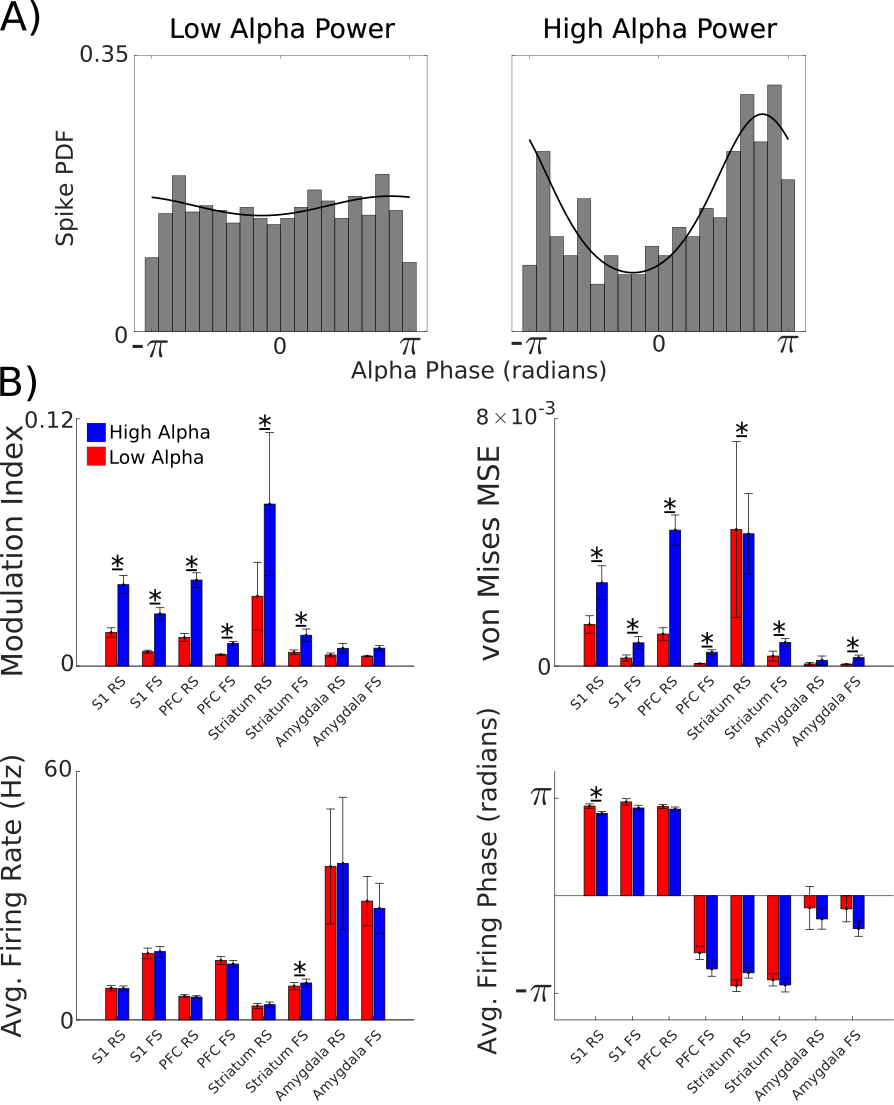 A)
Low Alpha Power
High Alpha Power
0.35
Spike PDF
0
-π
0
π
-π
0
π
Alpha Phase (radians)
B)
0.12
Modulation Index
High Alpha
Low Alpha
*
*
*
*
*
*
0
S1 RS
S1 FS
PFC RS
PFC FS
Striatum RS
Striatum FS
Amygdala RS
Amygdala FS
8×10⁻³
von Mises MSE
*
*
*
*
*
*
*
0
S1 RS
S1 FS
PFC RS
PFC FS
Striatum RS
Striatum FS
Amygdala RS
Amygdala FS
60
Avg. Firing Rate (Hz)
*
0
S1 RS
S1 FS
PFC RS
PFC FS
Striatum RS
Striatum FS
Amygdala RS
Amygdala FS
Avg. Firing Phase (radians)
π
*
-π
S1 RS
S1 FS
PFC RS
PFC FS
Striatum RS
Striatum FS
Amygdala RS
Amygdala FS